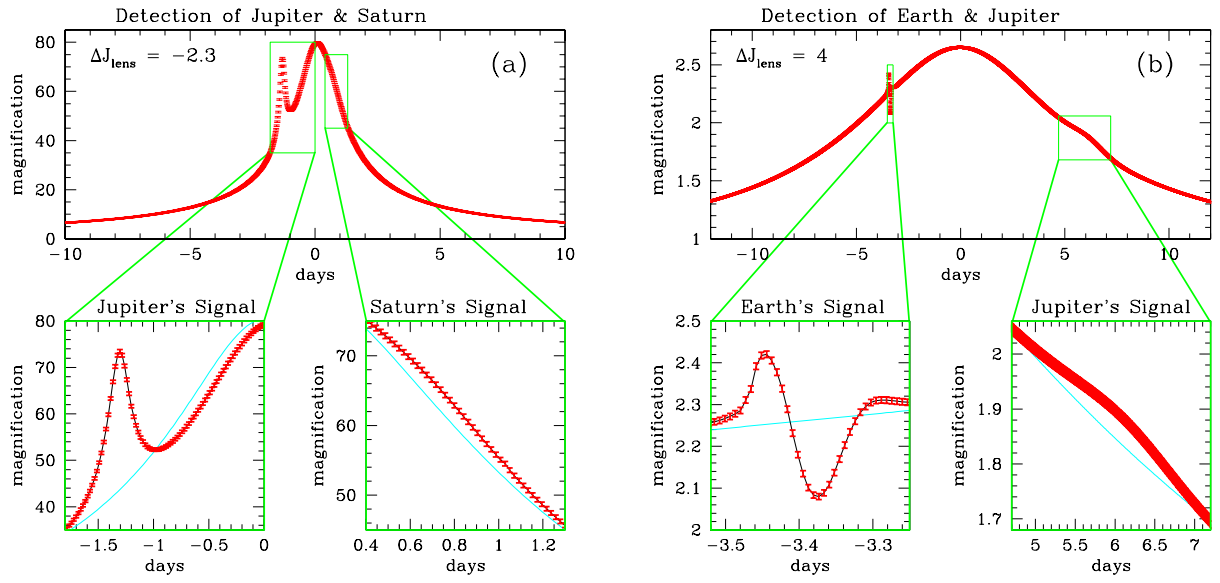 Detection of Jupiter & Saturn
ΔJlens = −2.3
(a)
magnification
80
60
40
20
0
−10
−5
0
5
10
days
Detection of Earth & Jupiter
ΔJlens = 4
(b)
magnification
2.5
2
1.5
1
−10
−5
0
5
10
days
Jupiter's Signal
magnification
80
70
60
50
40
−1.5
−1
−0.5
0
days
Saturn's Signal
magnification
70
60
50
0.4
0.6
0.8
1
1.2
days
Earth's Signal
magnification
2.5
2.4
2.3
2.2
2.1
2
−3.5
−3.4
−3.3
days
Jupiter's Signal
magnification
2
1.9
1.8
1.7
5
5.5
6
6.5
7
days